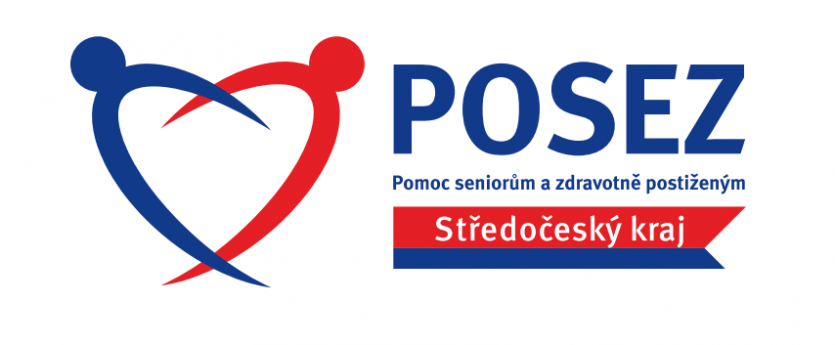 POSEZ
Pomoc seniorům a zdravotně postiženým
Středočeský kraj